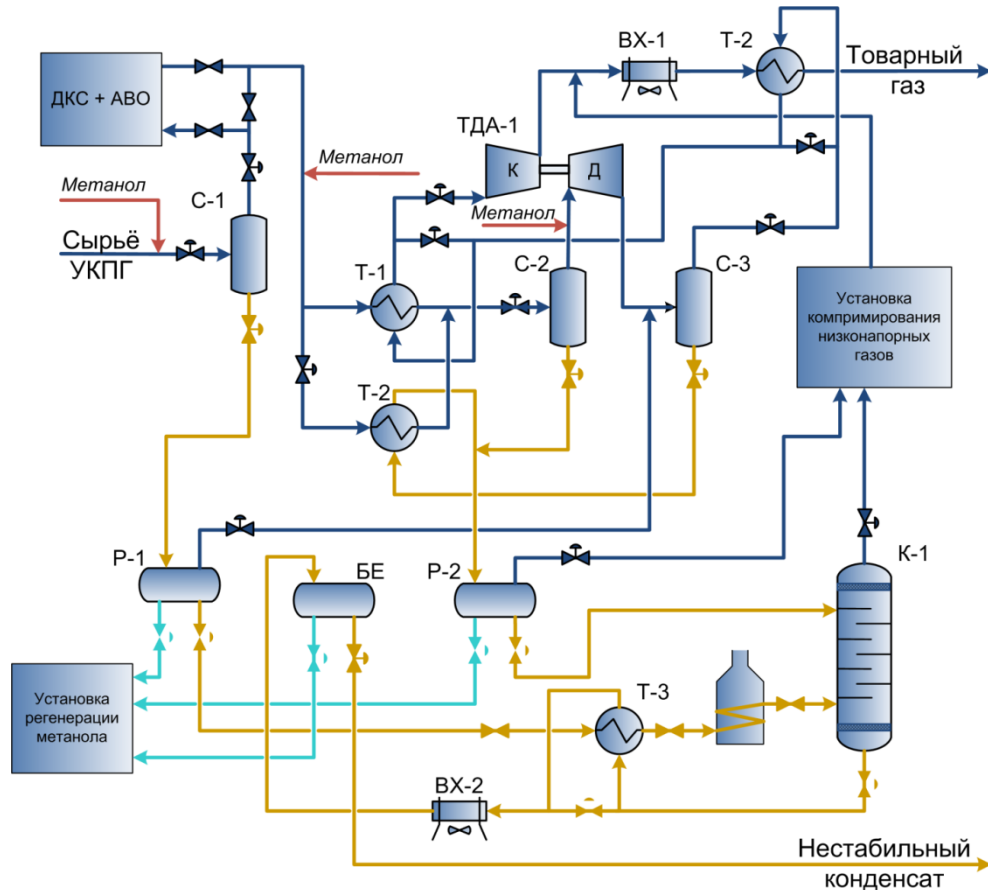 ВХ-1
Т-2
Товарный
газ
ДКС + АВО
ТДА-1
К
Д
Метанол
Метанол
С-1
Метанол
Сырьё
УКПГ
Т-1
С-2
С-3
Установка
компримирования
низконапорных
газов
Т-2
Р-1
БЕ
Р-2
К-1
Установка
регенерации
метанола
Т-3
ВХ-2
Нестабильный
конденсат